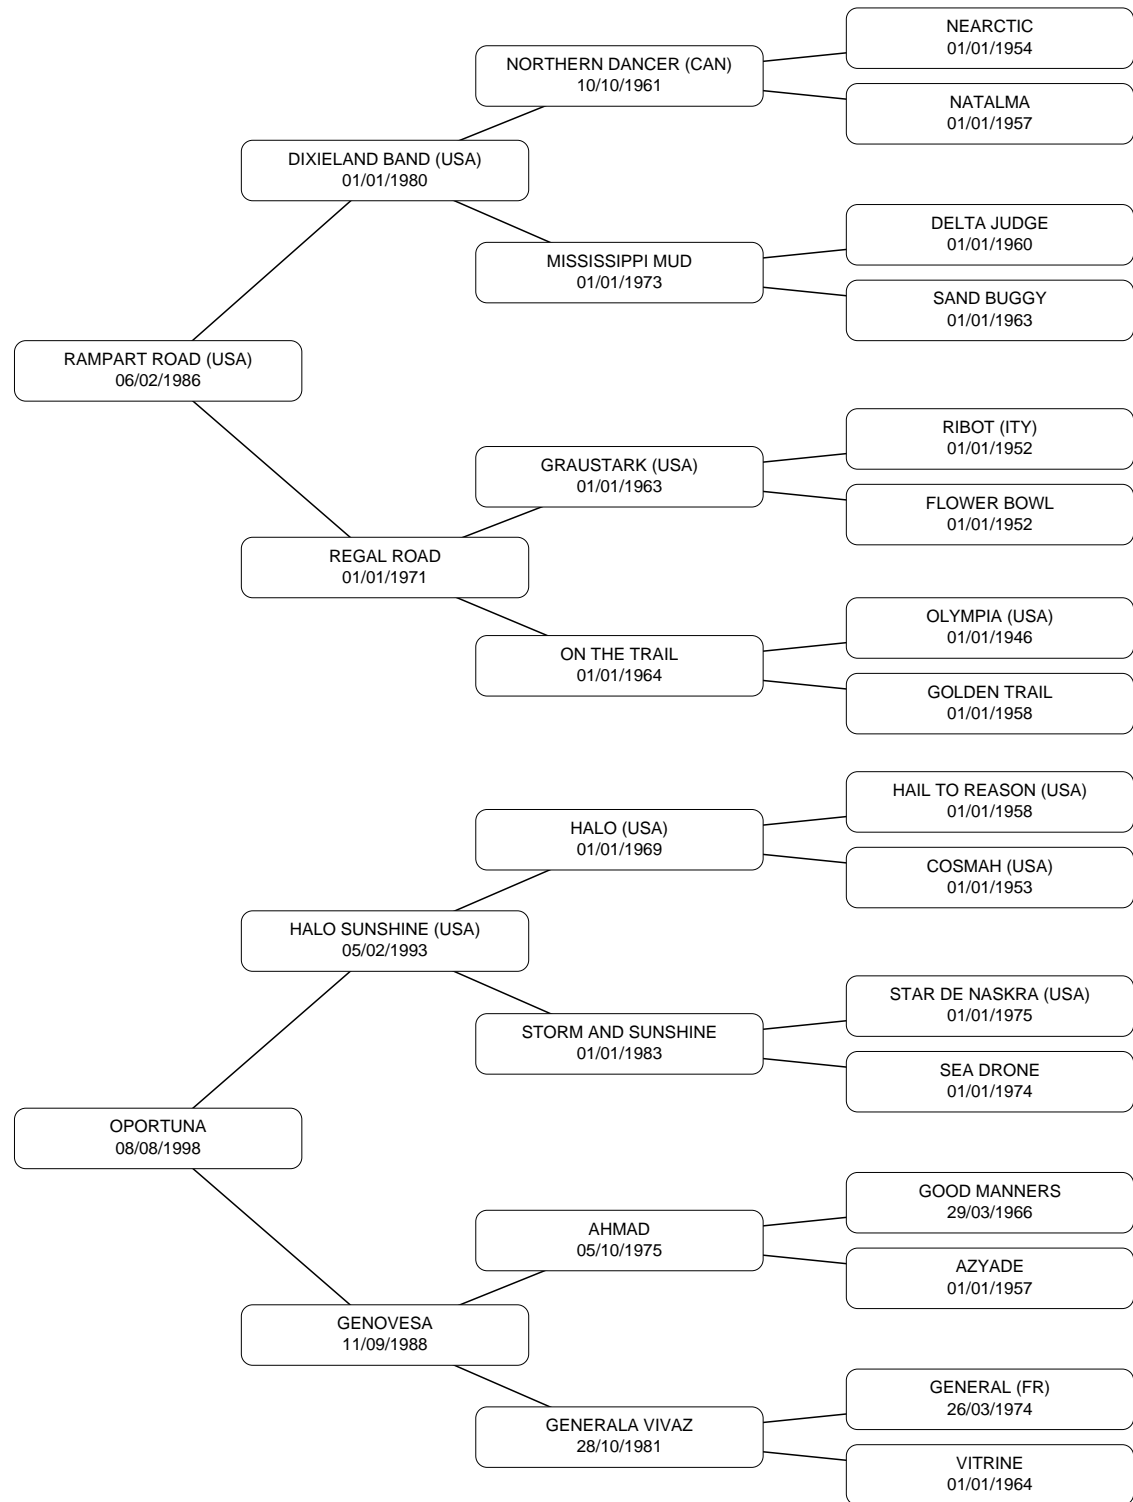 NEARCTIC
01/01/1954
NORTHERN DANCER (CAN)
10/10/1961
NATALMA
01/01/1957
DIXIELAND BAND (USA)
01/01/1980
DELTA JUDGE
01/01/1960
MISSISSIPPI MUD
01/01/1973
SAND BUGGY
01/01/1963
RAMPART ROAD (USA)
06/02/1986
RIBOT (ITY)
01/01/1952
GRAUSTARK (USA)
01/01/1963
FLOWER BOWL
01/01/1952
REGAL ROAD
01/01/1971
OLYMPIA (USA)
01/01/1946
ON THE TRAIL
01/01/1964
GOLDEN TRAIL
01/01/1958
HAIL TO REASON (USA)
01/01/1958
HALO (USA)
01/01/1969
COSMAH (USA)
01/01/1953
HALO SUNSHINE (USA)
05/02/1993
STAR DE NASKRA (USA)
01/01/1975
STORM AND SUNSHINE
01/01/1983
SEA DRONE
01/01/1974
OPORTUNA
08/08/1998
GOOD MANNERS
29/03/1966
AHMAD
05/10/1975
AZYADE
01/01/1957
GENOVESA
11/09/1988
GENERAL (FR)
26/03/1974
GENERALA VIVAZ
28/10/1981
VITRINE
01/01/1964